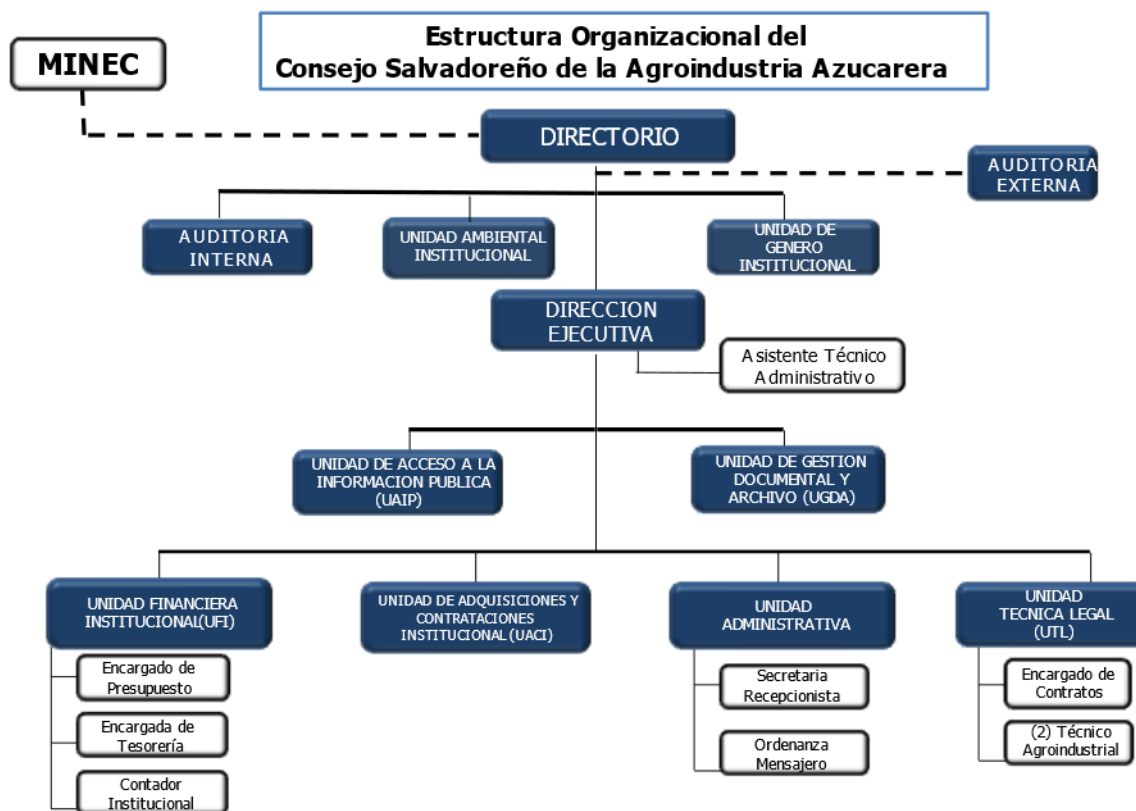 Estructura Organizacional del
Consejo Salvadoreño de la Agroindustria Azucarera
MINEC
DIRECTORIO
AUDITORIA
EXTERNA
AUDITORIA
INTERNA
UNIDAD AMBIENTAL
INSTITUCIONAL
UNIDAD DE
GENERO
INSTITUCIONAL
DIRECCION
EJECUTIVA
Asistente Técnico
Administrativo
UNIDAD DE ACCESO A LA
INFORMACION PUBLICA
(UAIP)
UNIDAD DE GESTION
DOCUMENTAL Y
ARCHIVO (UGDA)
UNIDAD FINANCIERA
INSTITUCIONAL(UFI)
UNIDAD DE ADQUISICIONES Y
CONTRATACIONES
INSTITUCIONAL (UACI)
UNIDAD
ADMINISTRATIVA
UNIDAD
TECNICA LEGAL
(UTL)
Encargado de
Presupuesto
Encargada de
Tesorería
Contador
Institucional
Secretaria
Recepcionista
Ordenanza
Mensajero
Encargado de
Contratos
(2) Técnico
Agroindustrial